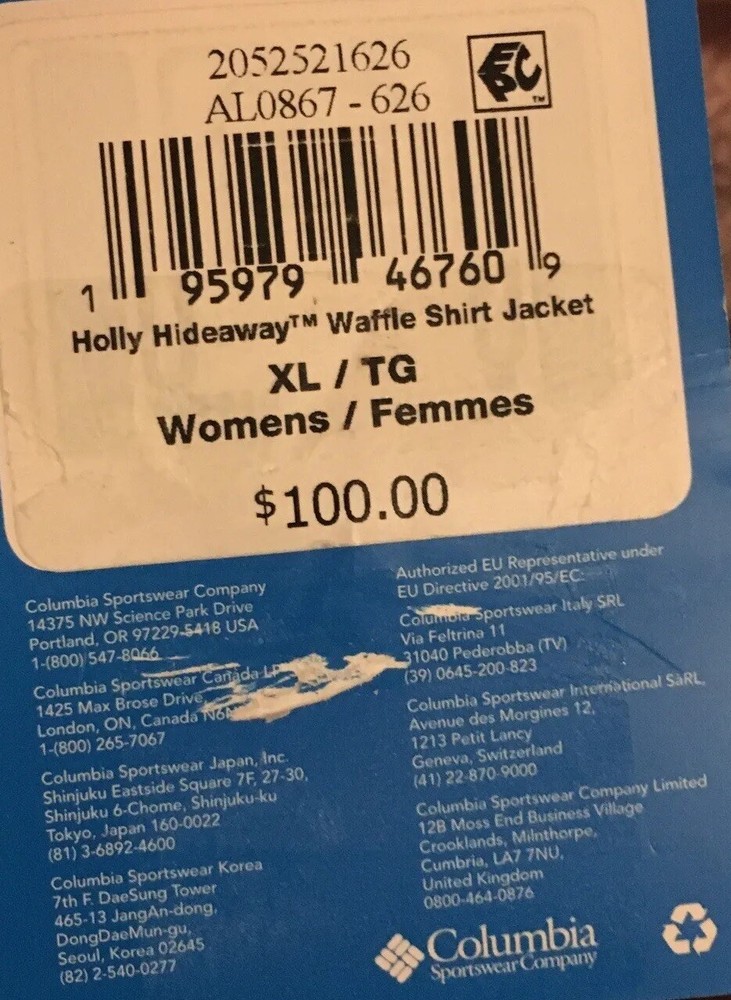 2052521626
AL0867 - 626
EPC
TM
1 95979 46760 9
Holly Hideaway™ Waffle Shirt Jacket
XL / TG
Womens / Femmes
$100.00
Columbia Sportswear Company
14375 NW Science Park Drive
Portland, OR 97229-5418 USA
1-(800) 547-8066
Columbia Sportswear Canada LP
1425 Max Brose Drive
London, ON, Canada N6N
1-(800) 265-7067
Columbia Sportswear Japan, Inc.
Shinjuku Eastside Square 7F, 27-30,
Shinjuku 6-Chome, Shinjuku-ku
Tokyo, Japan 160-0022
(81) 3-6892-4600
Columbia Sportswear Korea
7th F. DaeSung Tower
465-13 JangAn-dong,
DongDaeMun-gu,
Seoul, Korea 02645
(82) 2-540-0277
Authorized EU Representative under
EU Directive 2001/95/EC:
Columbia Sportswear Italy SRL
Via Feltrina 11
31040 Pederobba (TV)
(39) 0645-200-823
Columbia Sportswear International SàRL
Avenue des Morgines 12,
1213 Petit Lancy
Geneva, Switzerland
(41) 22-870-9000
Columbia Sportswear Company Limited
12B Moss End Business Village
Crooklands, Milnthorpe,
Cumbria, LA7 7NU,
United Kingdom
0800-464-0876
Columbia
Sportswear Company